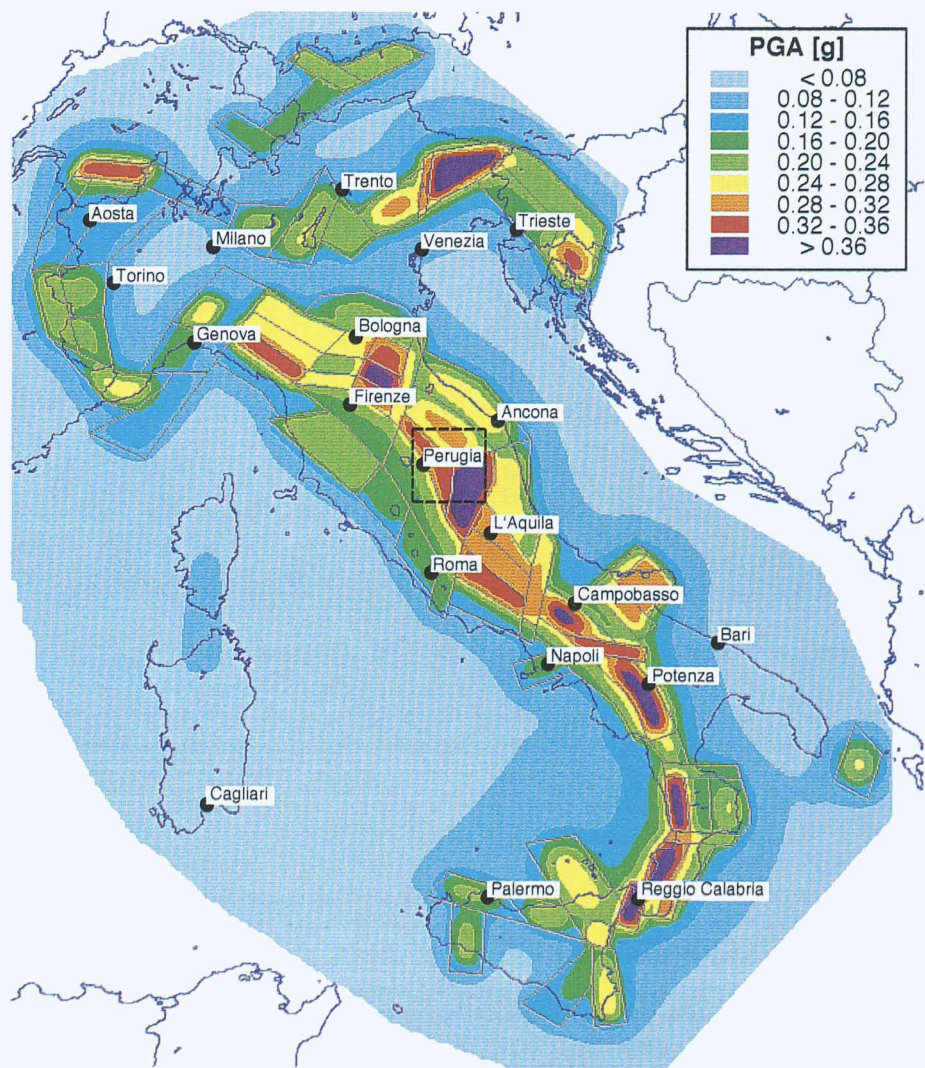 PGA [g]
< 0.08
0.08 - 0.12
0.12 - 0.16
0.16 - 0.20
0.20 - 0.24
0.24 - 0.28
0.28 - 0.32
0.32 - 0.36
> 0.36
Trento
Aosta
Trieste
Milano
Venezia
Torino
Bologna
Genova
Firenze
Ancona
Perugia
L'Aquila
Roma
Campobasso
Bari
Napoli
Potenza
Cagliari
Palermo
Reggio Calabria